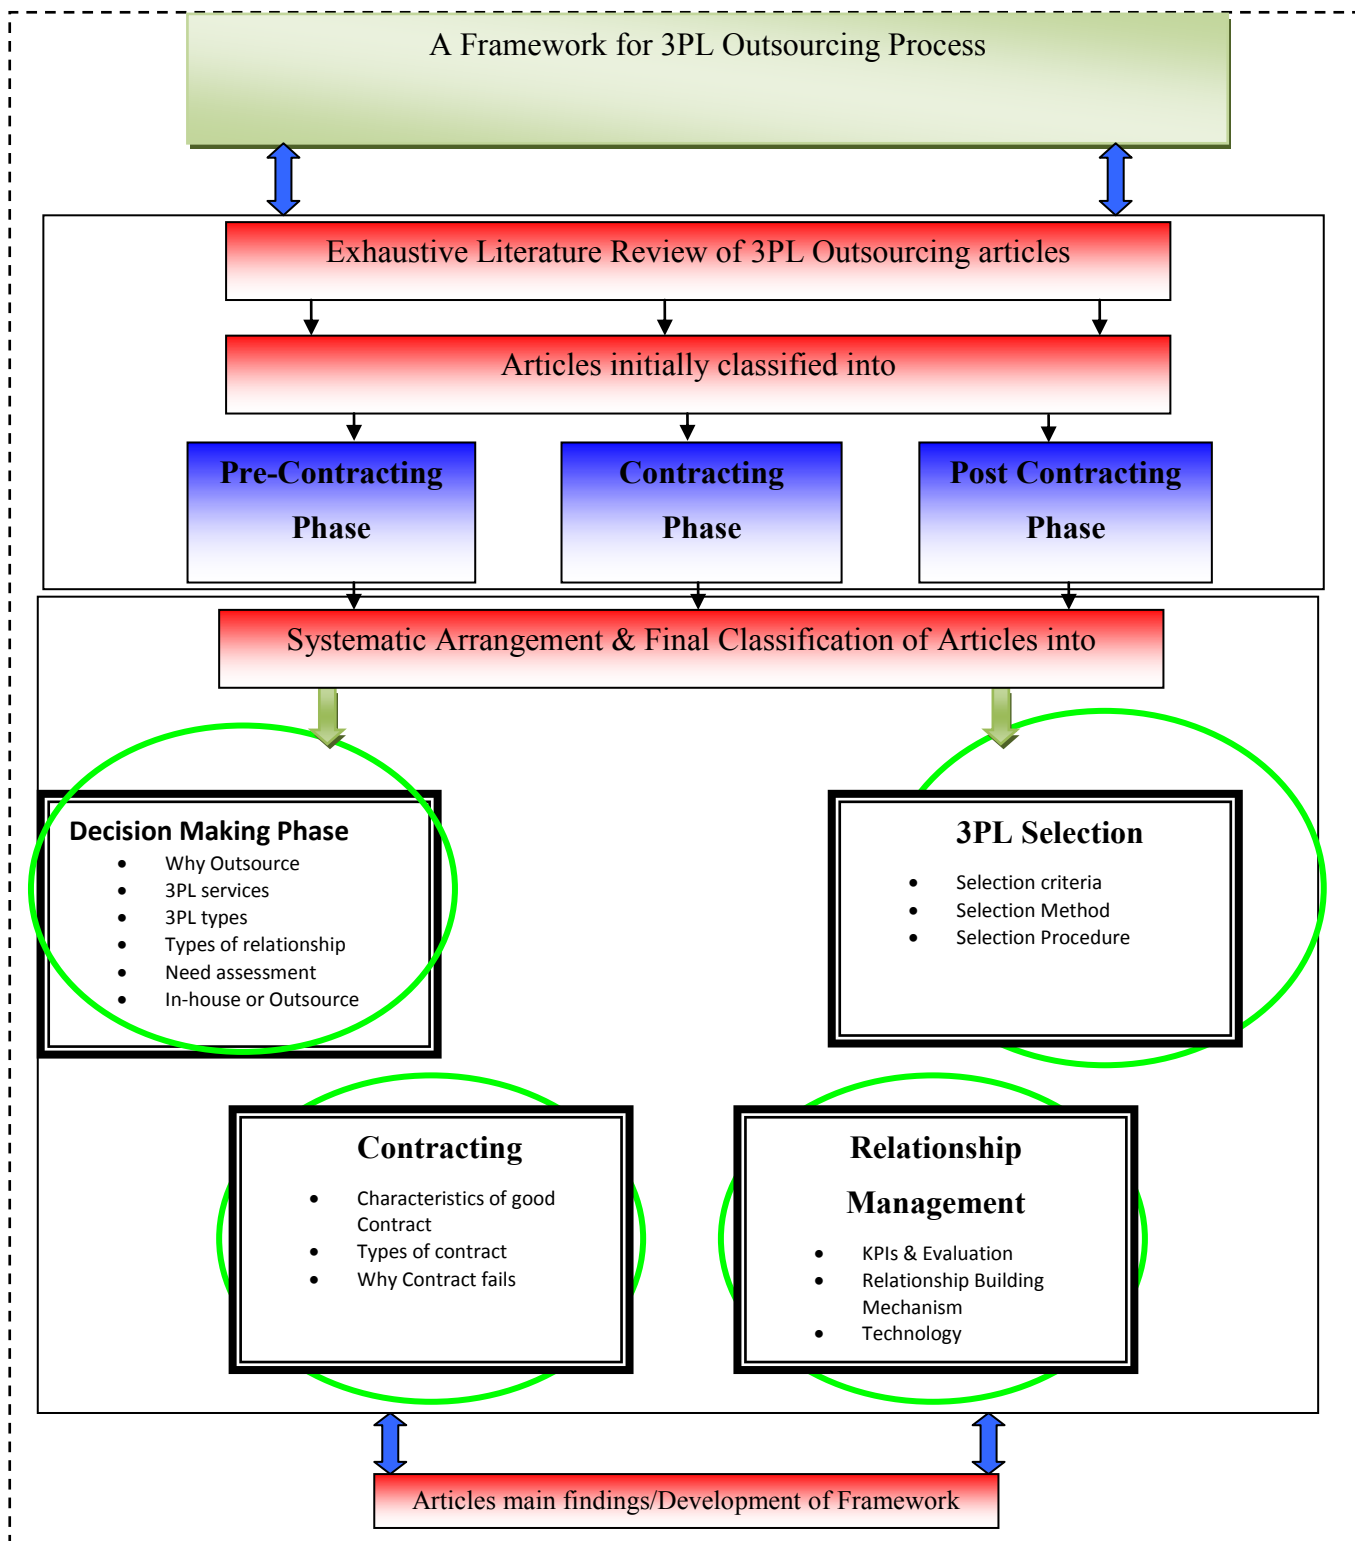 A Framework for 3PL Outsourcing Process
Exhaustive Literature Review of 3PL Outsourcing articles
Articles initially classified into
Pre-Contracting
Phase
Contracting
Phase
Post Contracting
Phase
Systematic Arrangement & Final Classification of Articles into
Decision Making Phase
• Why Outsource
• 3PL services
• 3PL types
• Types of relationship
• Need assessment
• In-house or Outsource
3PL Selection
• Selection criteria
• Selection Method
• Selection Procedure
Contracting
• Characteristics of good
Contract
• Types of contract
• Why Contract fails
Relationship
Management
• KPIs & Evaluation
• Relationship Building
Mechanism
• Technology
Articles main findings/Development of Framework